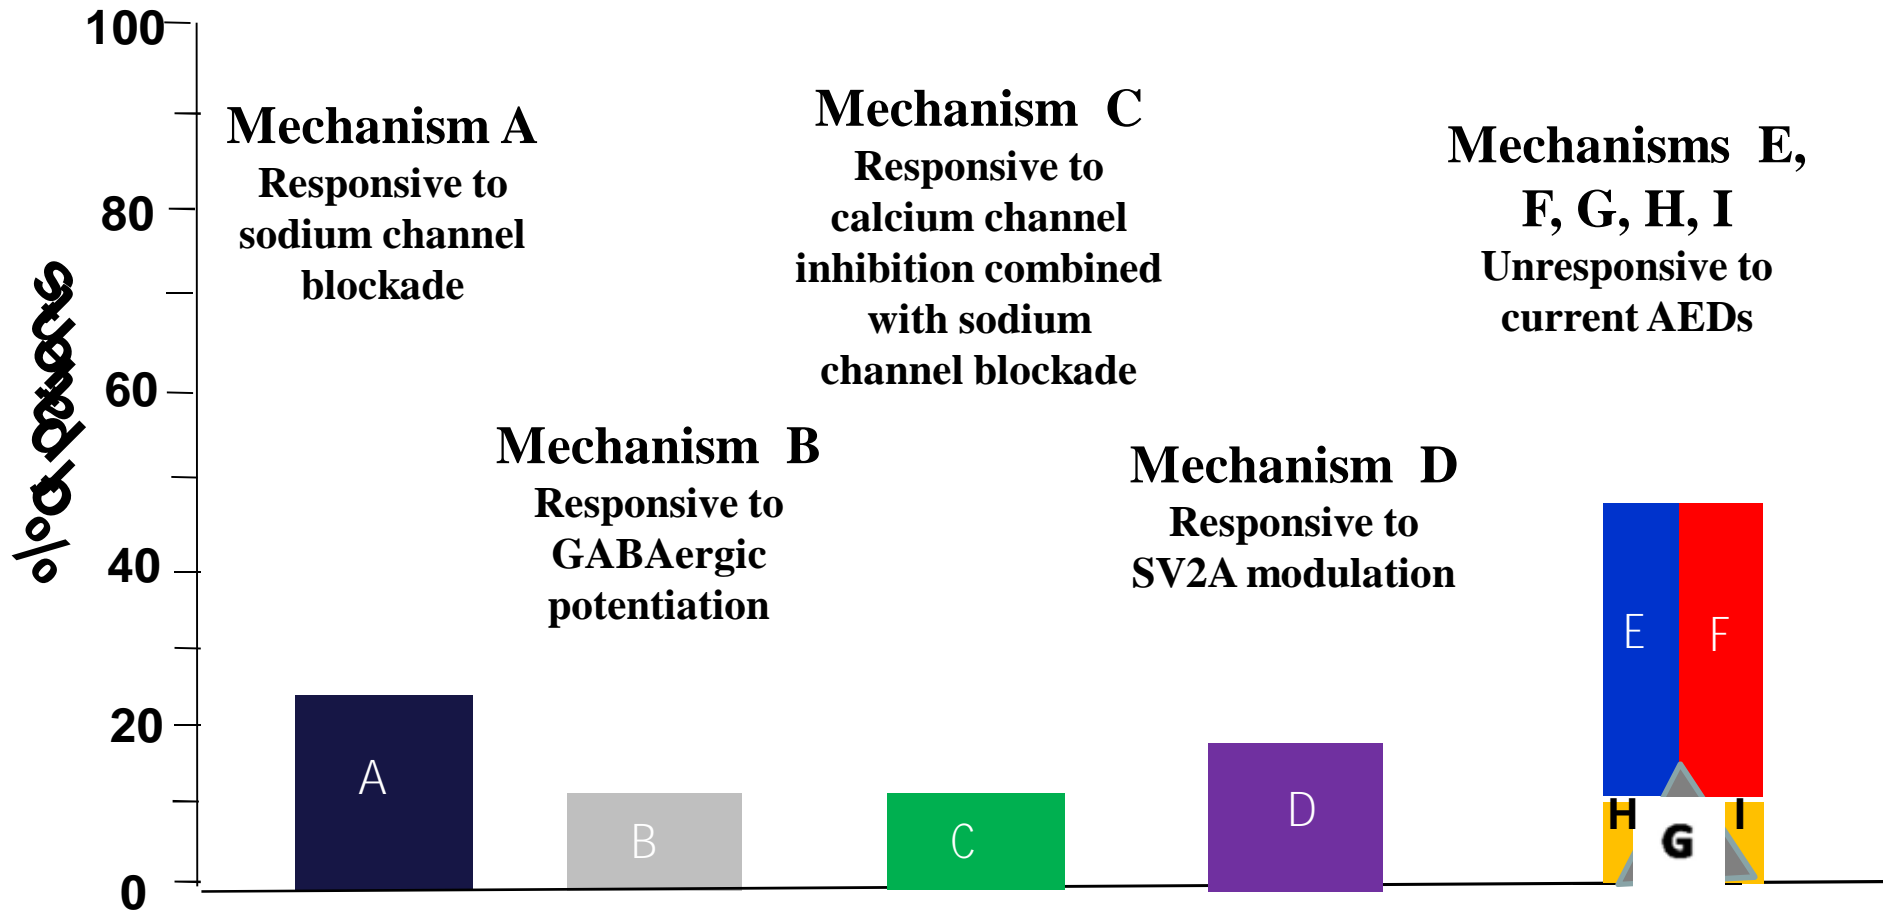 100
80
60
40
20
0
Mechanism A
Responsive to
sodium channel
blockade
Mechanism B
Responsive to
GABAergic
potentiation
Mechanism C
Responsive to
calcium channel
inhibition combined
with sodium
channel blockade
Mechanism D
Responsive to
SV2A modulation
Mechanisms E,
F, G, H, I
Unresponsive to
current AEDs
A
B
C
D
E
F
H
I
G